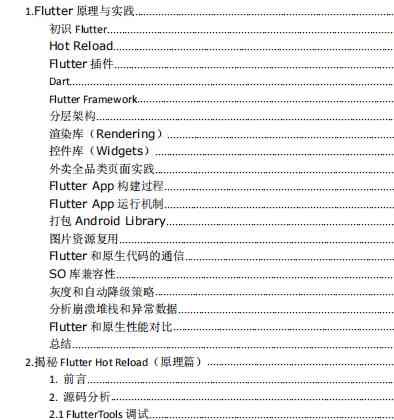 1.Flutter 原理与实践
初识 Flutter
Hot Reload
Flutter 插件
Dart
Flutter Framework
分层架构
渲染库（Rendering）
控件库（Widgets）
外卖全品类页面实践
Flutter App 构建过程
Flutter App 运行机制
打包 Android Library
图片资源复用
Flutter 和原生代码的通信
SO 库兼容性
灰度和自动降级策略
分析崩溃堆栈和异常数据
Flutter 和原生性能对比
总结
2.揭秘 Flutter Hot Reload（原理篇）
1. 前言
2. 源码分析
2.1 FlutterTools 调试